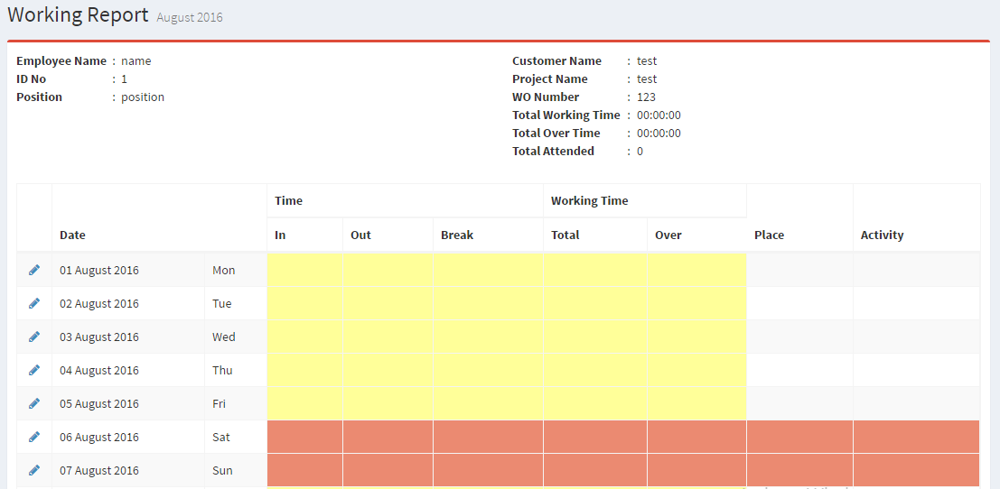 Working Report August 2016
Employee Name : name
ID No : 1
Position : position
Customer Name : test
Project Name : test
WO Number : 123
Total Working Time : 00:00:00
Total Over Time : 00:00:00
Total Attended : 0
Time Working Time
Date In Out Break Total Over Place Activity
01 August 2016 Mon
02 August 2016 Tue
03 August 2016 Wed
04 August 2016 Thu
05 August 2016 Fri
06 August 2016 Sat
07 August 2016 Sun